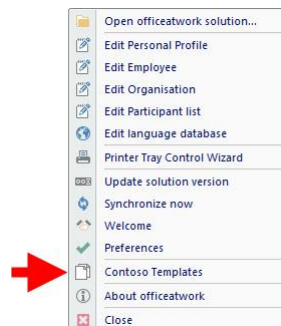 Open officeatwork solution...
Edit Personal Profile
Edit Employee
Edit Organisation
Edit Participant list
Edit language database
Printer Tray Control Wizard
Update solution version
Synchronize now
Welcome
Preferences
Contoso Templates
About officeatwork
Close